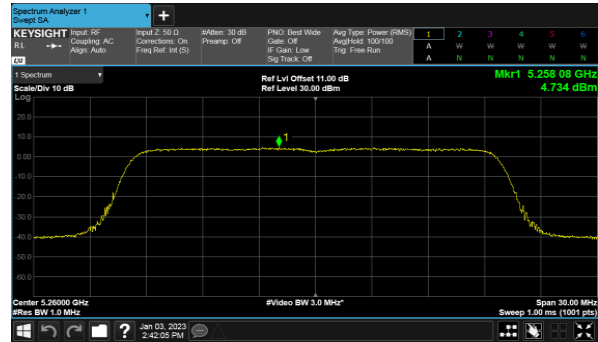 Spectrum Analyzer 1
Swept SA
+
KEYSIGHT Input: RF Input Z: 50 Ω #Atten: 30 dB PNO: Best Wide Avg Type: Power (RMS) 1 2 3 4 5 6
RL Coupling: AC Corrections: On Preamp: Off Gate: Off Avg|Hold: 100/100 A W W W W W
Align: Auto Freq Ref: Int (S) IF Gain: Low Trig: Free Run
LXI Sig Track: Off A N N N N N
1 Spectrum Ref Lvl Offset 11.00 dB Mkr1 5.258 08 GHz
Scale/Div 10 dB Ref Level 30.00 dBm 4.734 dBm
Log
20.0
10.0
1
0.00
-10.0
-20.0
-30.0
-40.0
-50.0
-60.0
Center 5.26000 GHz #Video BW 3.0 MHz* Span 30.00 MHz
#Res BW 1.0 MHz Sweep 1.00 ms (1001 pts)
? Jan 03, 2023
2:42:05 PM